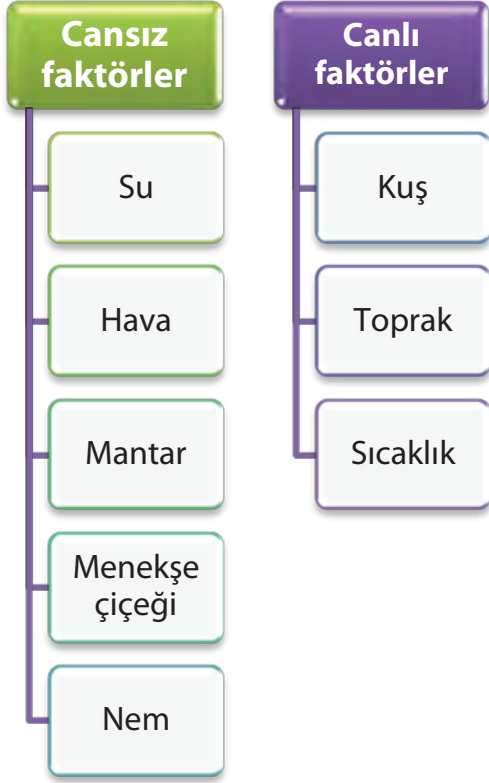 Cansız
faktörler
Su
Hava
Mantar
Menekşe
çiçeği
Nem
Canlı
faktörler
Kuş
Toprak
Sıcaklık